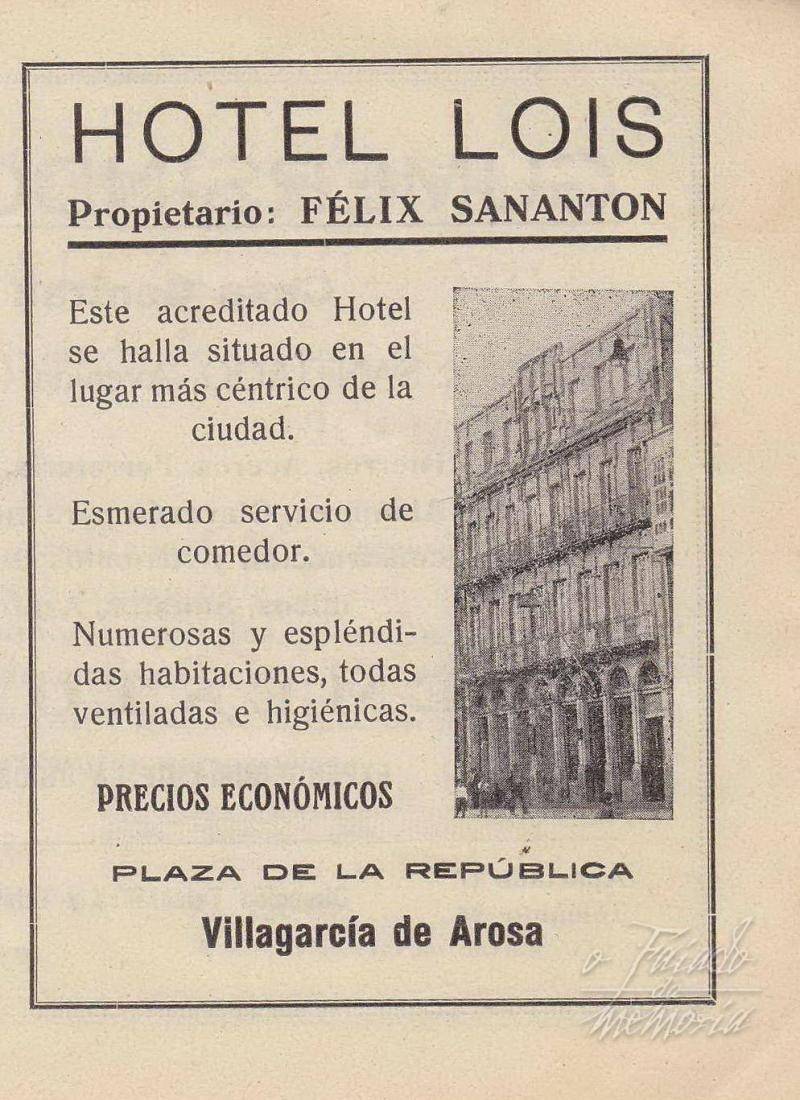 HOTEL LOIS
Propietario: FÉLIX SANANTON
Este acreditado Hotel
se halla situado en el
lugar más céntrico de la
ciudad.
Esmerado servicio de
comedor.
Numerosas y espléndi-
das habitaciones, todas
ventiladas e higiénicas.
PRECIOS ECONÓMICOS
PLAZA DE LA REPÚBLICA
Villagarcía de Arosa
o Faiado
da
memoria